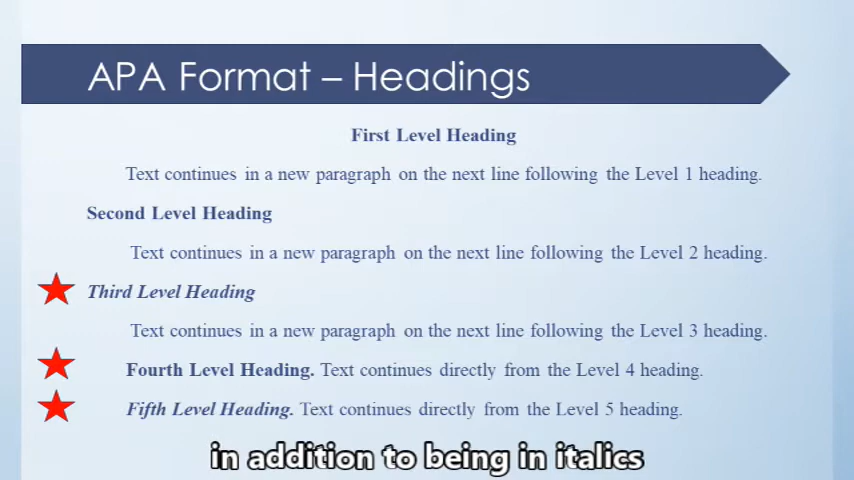 APA Format – Headings
First Level Heading
Text continues in a new paragraph on the next line following the Level 1 heading.
Second Level Heading
Text continues in a new paragraph on the next line following the Level 2 heading.
Third Level Heading
Text continues in a new paragraph on the next line following the Level 3 heading.
Fourth Level Heading. Text continues directly from the Level 4 heading.
Fifth Level Heading. Text continues directly from the Level 5 heading.
in addition to being in italics